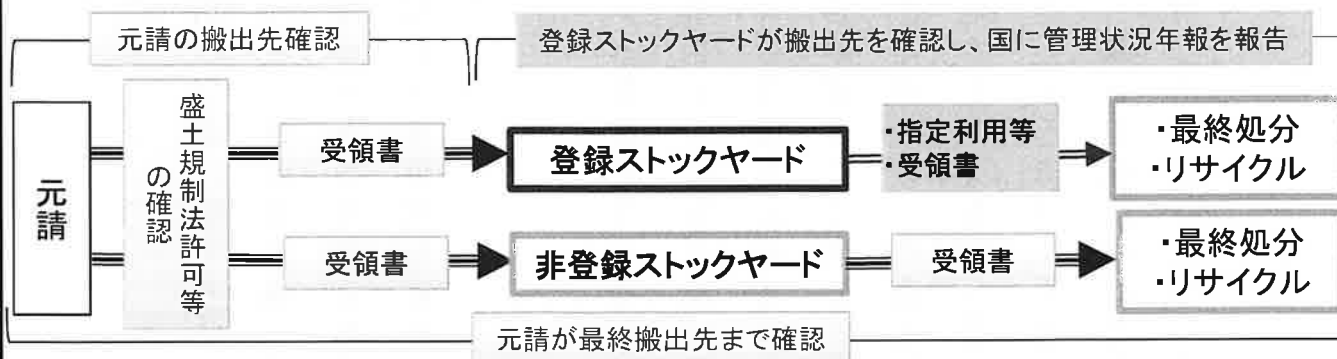 元請の搬出先確認
登録ストックヤードが搬出先を確認し、国に管理状況年報を報告
元請
盛土規制法許可等
の確認
受領書
登録ストックヤード
・指定利用等
・受領書
・最終処分
・リサイクル
受領書
非登録ストックヤード
受領書
・最終処分
・リサイクル
元請が最終搬出先まで確認